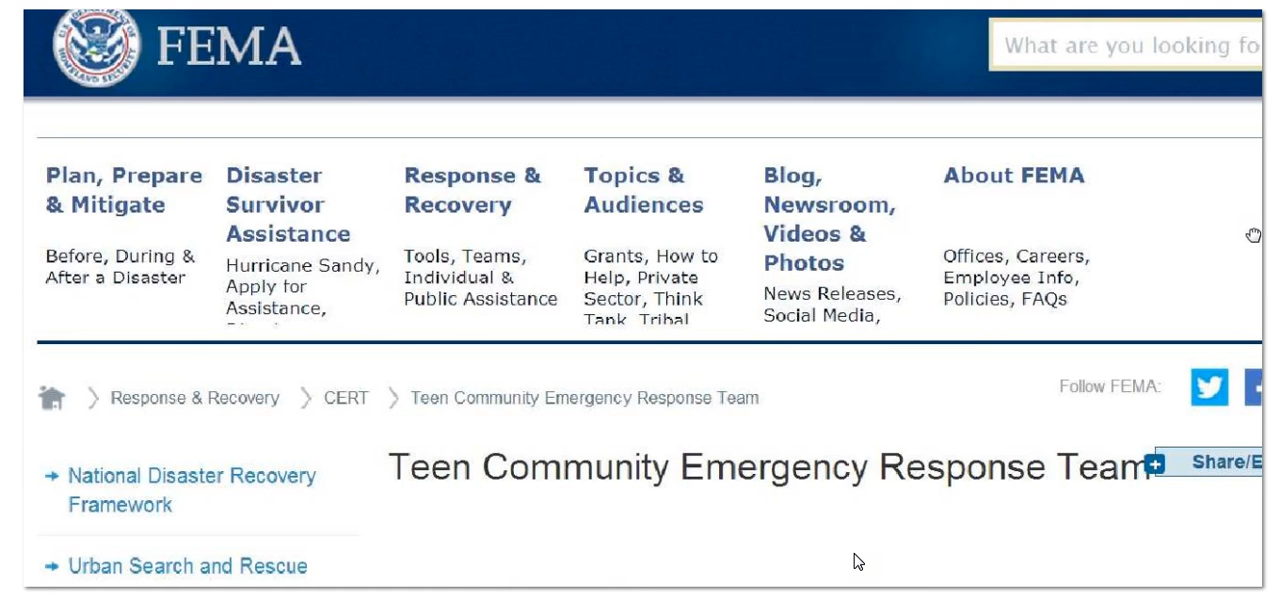 FEMA
What are you looking fo
Plan, Prepare
& Mitigate
Before, During &
After a Disaster
Disaster
Survivor
Assistance
Hurricane Sandy,
Apply for
Assistance,
Response &
Recovery
Tools, Teams,
Individual &
Public Assistance
Topics &
Audiences
Grants, How to
Help, Private
Sector, Think
Tank, Tribal
Blog,
Newsroom,
Videos &
Photos
News Releases,
Social Media,
About FEMA
Offices, Careers,
Employee Info,
Policies, FAQs
Response & Recovery > CERT > Teen Community Emergency Response Team
Follow FEMA:
Teen Community Emergency Response Team
Share/E
National Disaster Recovery
Framework
Urban Search and Rescue